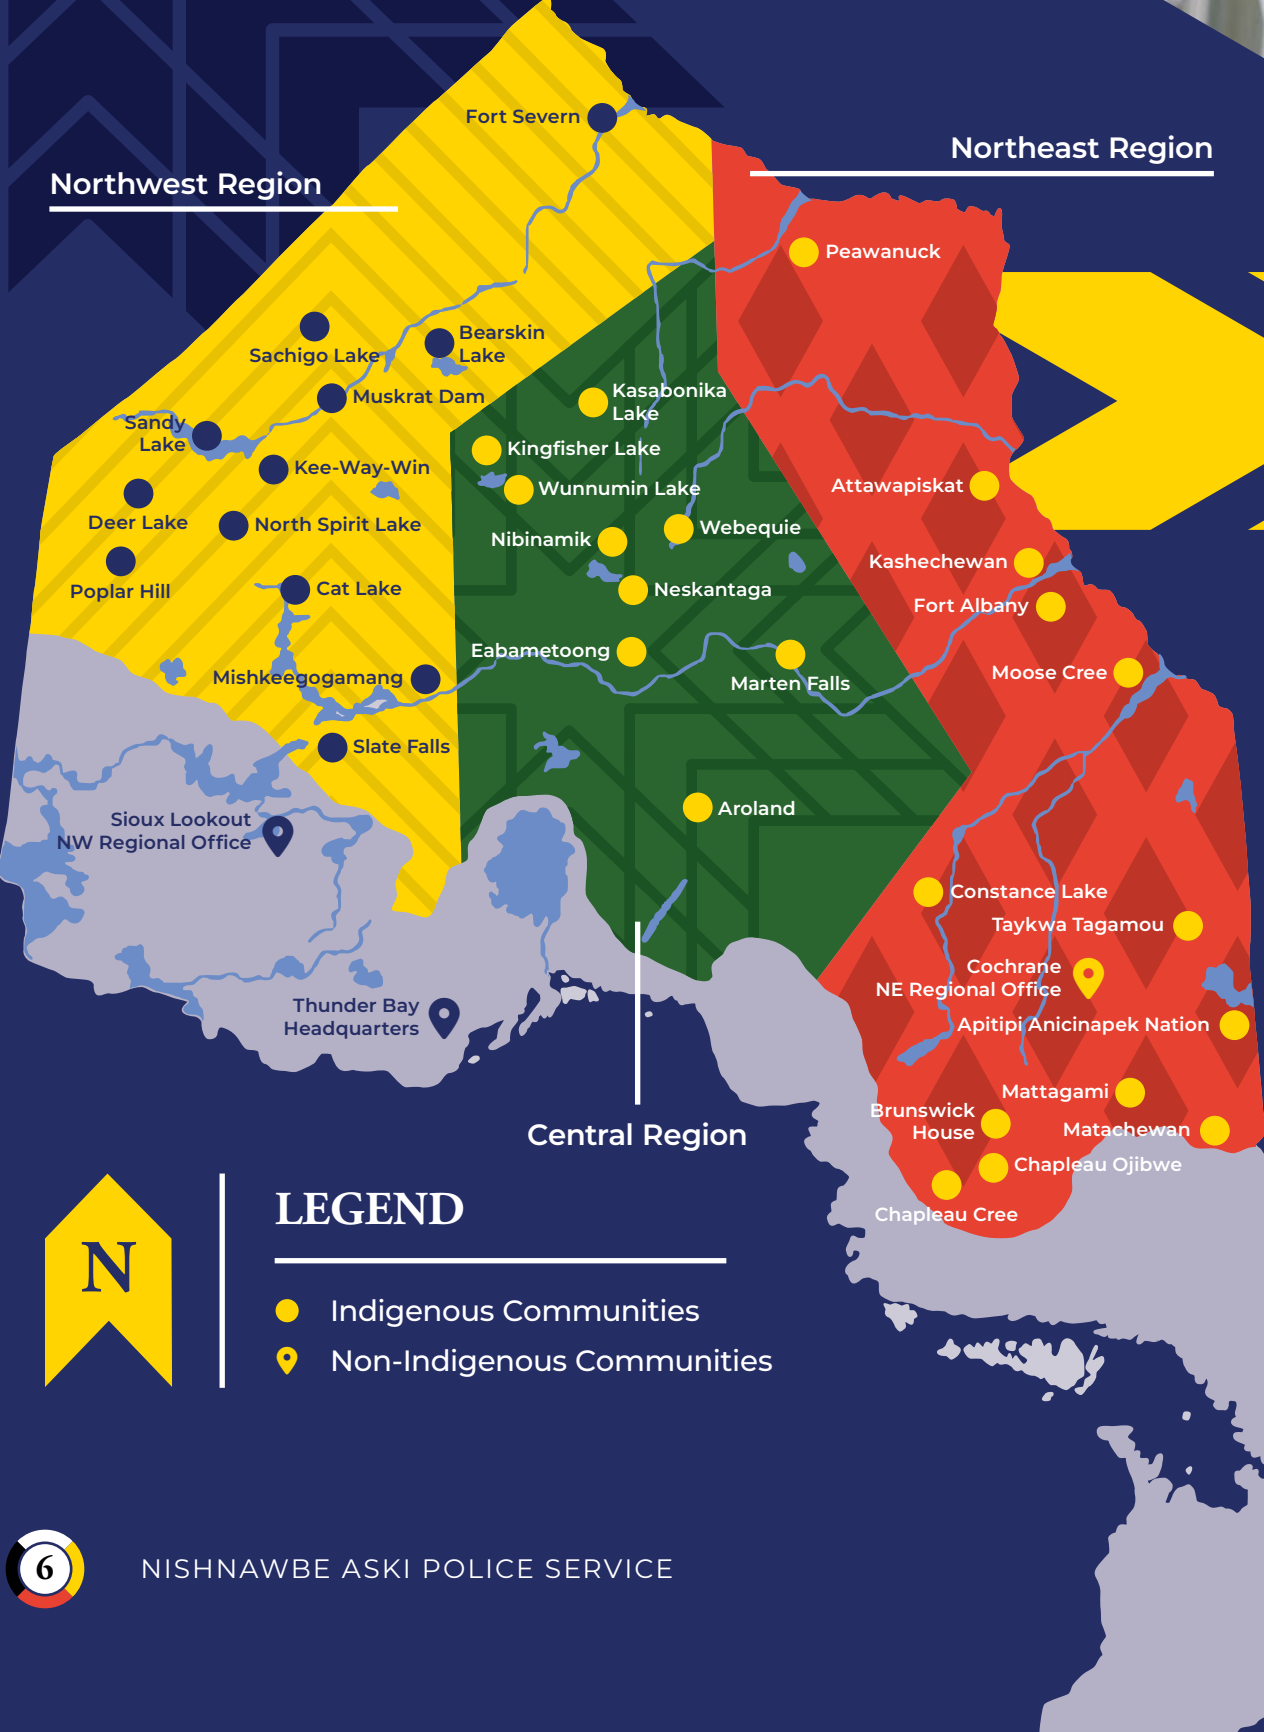 Fort Severn
Northeast Region
Northwest Region
Peawanuck
Sachigo Lake
Bearskin
Lake
Muskrat Dam
Kasabonika
Lake
Sandy
Lake
Kingfisher Lake
Kee-Way-Win
Wunnumin Lake
Attawapiskat
Deer Lake
North Spirit Lake
Nibinamik
Webequie
Kashechewan
Poplar Hill
Cat Lake
Neskantaga
Fort Albany
Eabametoong
Mishkeegogamang
Marten Falls
Moose Cree
Slate Falls
Aroland
Sioux Lookout
NW Regional Office
Constance Lake
Taykwa Tagamou
Cochrane
NE Regional Office
Thunder Bay
Headquarters
Apitipi Anicinapek Nation
Mattagami
Brunswick
House
Matachewan
Central Region
Chapleau Ojibwe
Chapleau Cree
N
LEGEND
Indigenous Communities
Non-Indigenous Communities
6
NISHNAWBE ASKI POLICE SERVICE